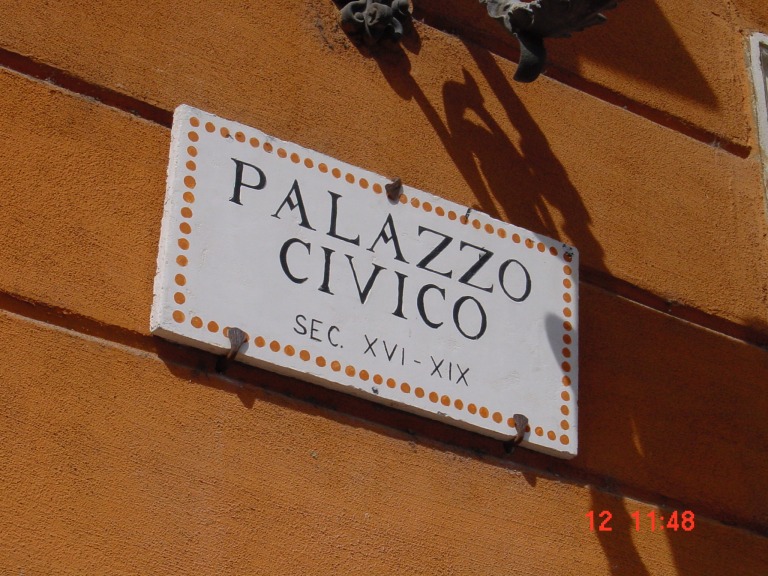 PALAZZO
CIVICO
SEC. XVI-XIX
12 11:48